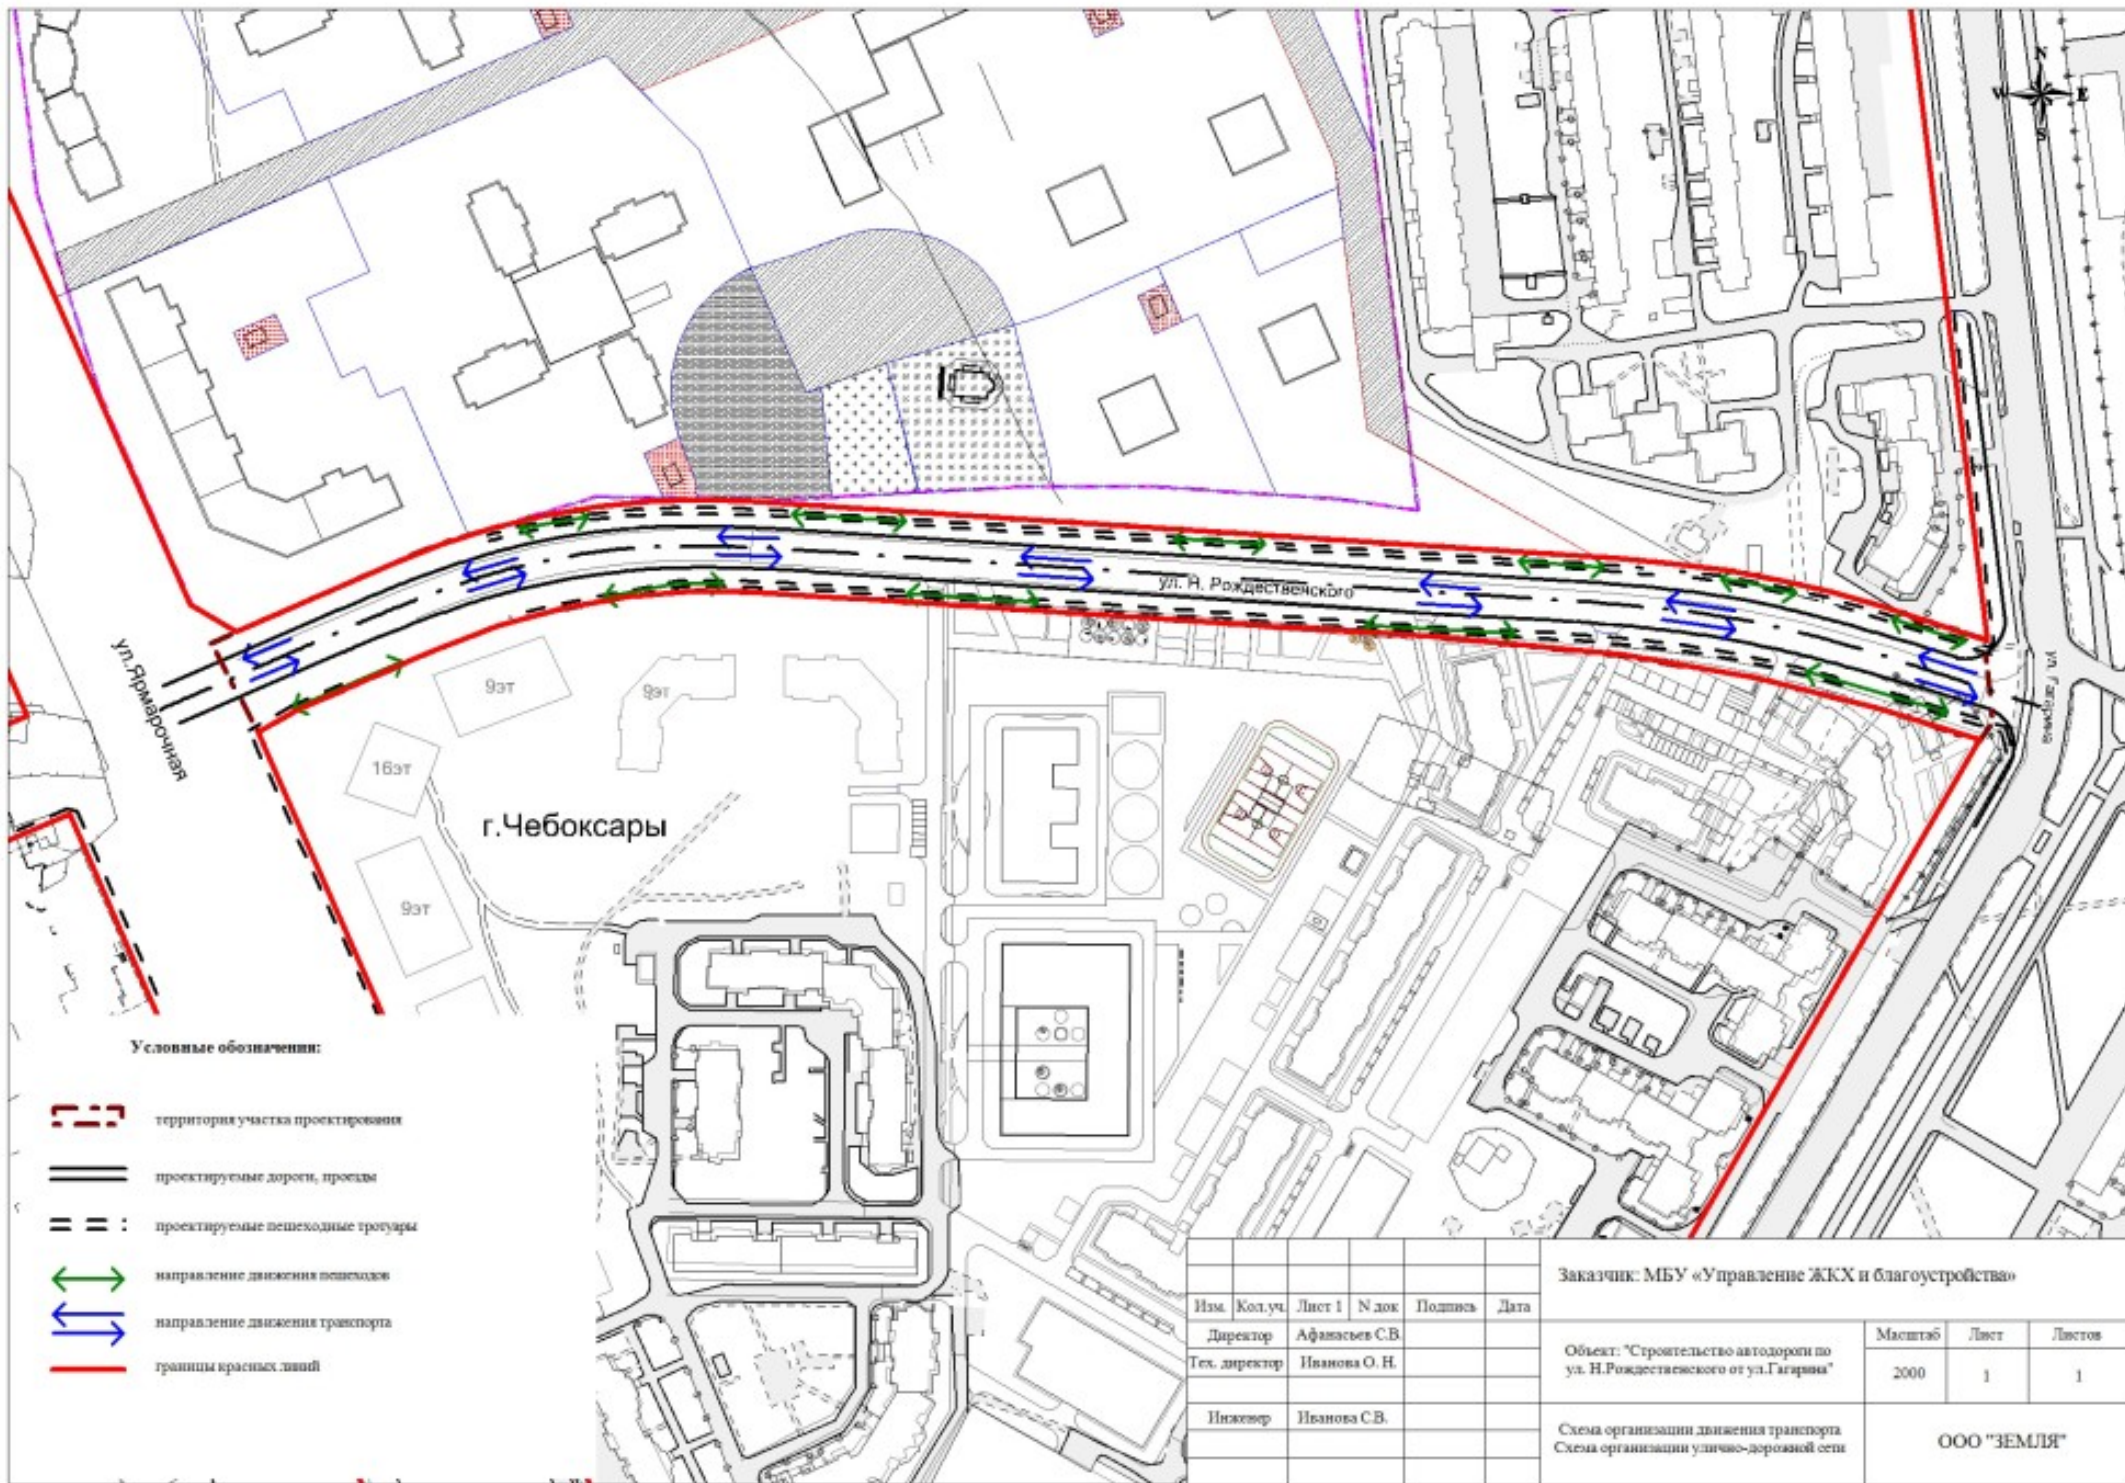 N
W
E
S
ул. Н. Рождественского
ул.Ярмарочная
ул. Гагарина
9эт
9эт
16эт
9эт
г.Чебоксары
Условные обозначения:
территория участка проектирования
проектируемые дороги, проезды
проектируемые пешеходные тротуары
направление движения пешеходов
направление движения транспорта
границы красных линий
Заказчик: МБУ «Управление ЖКХ и благоустройства»
Изм. Кол.уч. Лист 1 N док Подпись Дата
Директор Афанасьев С.В.
Тех. директор Иванова О. Н.
Инженер Иванова С.В.
Объект: "Строительство автодороги по
ул. Н.Рождественского от ул.Гагарина"
Масштаб Лист Листов
2000 1 1
Схема организации движения транспорта
Схема организации улично-дорожной сети
ООО "ЗЕМЛЯ"